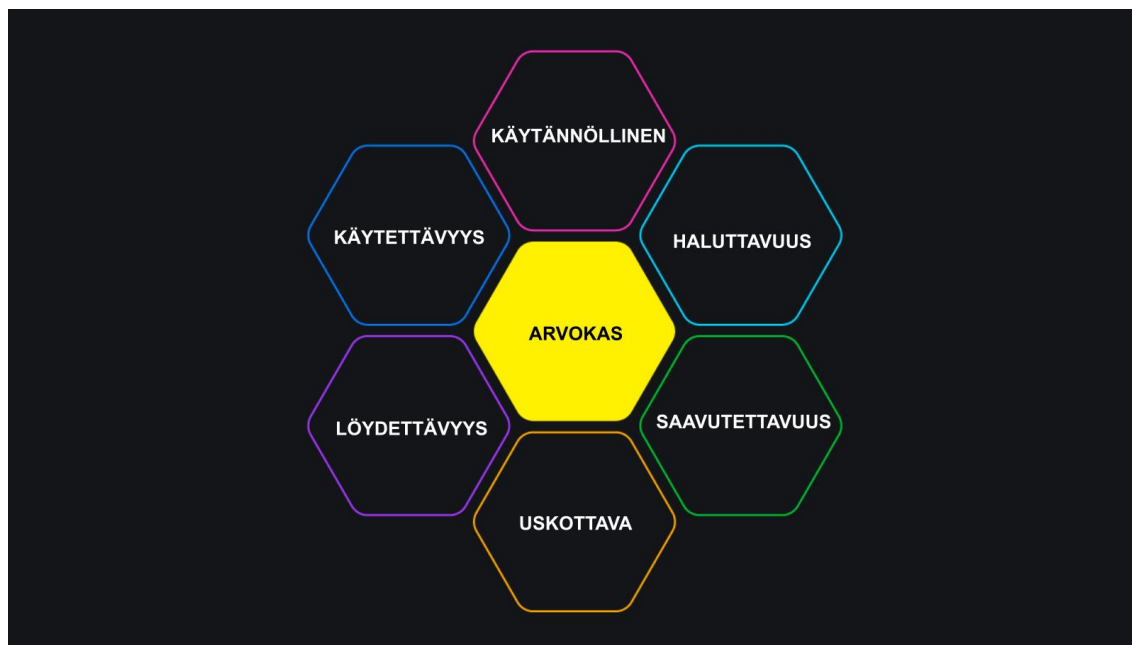 KÄYTÄNNÖLLINEN
KÄYTETTÄVYYS
HALUTTAVUUS
ARVOKAS
LÖYDETTÄVYYS
SAAVUTETTAVUUS
USKOTTAVA